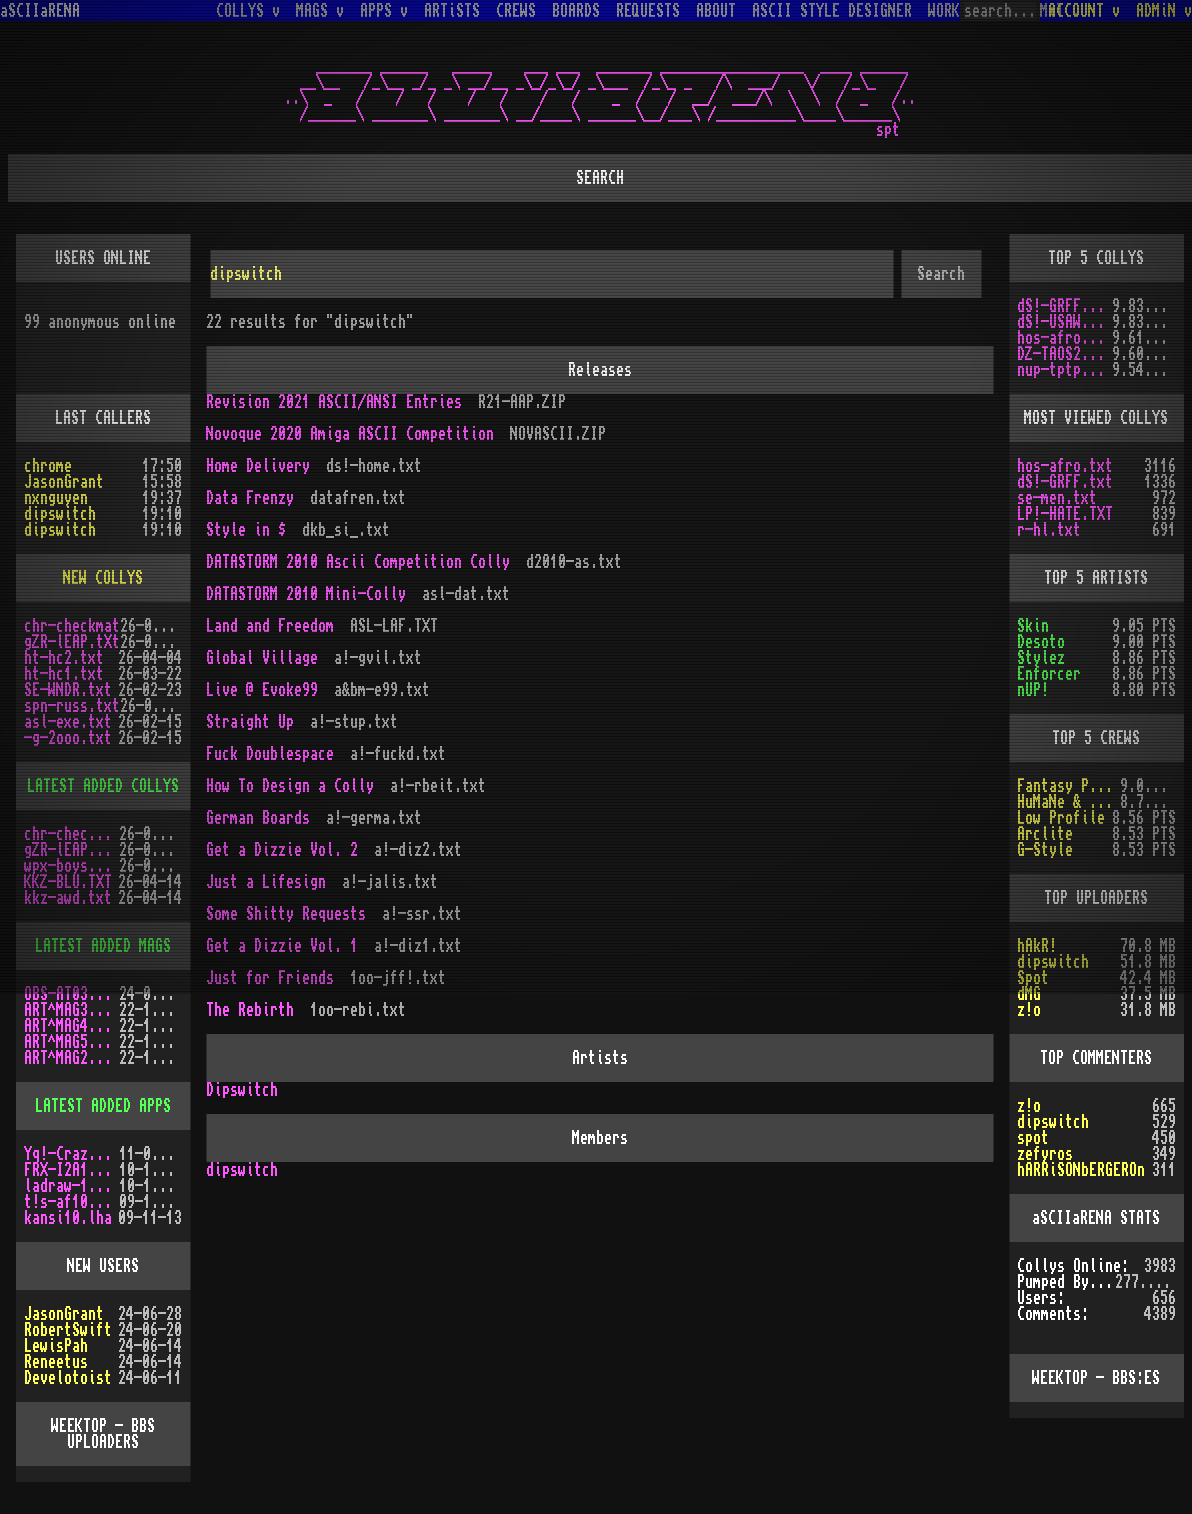 aSCIIaRENA COLLYS v MAGS v APPS v ARTiSTS CREWS BOARDS REQUESTS ABOUT ASCII STYLE DESIGNER WORK search... ACCOUNT v ADMiN v
spt
SEARCH
USERS ONLINE
99 anonymous online
LAST CALLERS
chrome 17:50
JasonGrant 15:58
nxnguyen 19:37
dipswitch 19:10
dipswitch 19:10
NEW COLLYS
chr-checkmat26-0...
gZR-lEAP.tXt26-0...
ht-hc2.txt 26-04-04
ht-hc1.txt 26-03-22
SE-WNDR.txt 26-02-23
spn-russ.txt26-0...
asl-exe.txt 26-02-15
-g-2ooo.txt 26-02-15
LATEST ADDED COLLYS
chr-chec... 26-0...
gZR-lEAP... 26-0...
wpx-boys... 26-0...
KKZ-BLU.TXT 26-04-14
kkz-awd.txt 26-04-14
LATEST ADDED MAGS
OBS-AT03... 24-0...
ART^MAG3... 22-1...
ART^MAG4... 22-1...
ART^MAG5... 22-1...
ART^MAG2... 22-1...
LATEST ADDED APPS
Yq!-Craz... 11-0...
FRX-I2A1... 10-1...
ladraw-1... 10-1...
t!s-af10... 09-1...
kansi10.lha 09-11-13
NEW USERS
JasonGrant 24-06-28
RobertSwift 24-06-20
LewisPah 24-06-14
Reneetus 24-06-14
Develotoist 24-06-11
WEEKTOP - BBS
UPLOADERS
dipswitch Search
22 results for "dipswitch"
Releases
Revision 2021 ASCII/ANSI Entries R21-AAP.ZIP
Novoque 2020 Amiga ASCII Competition NOVASCII.ZIP
Home Delivery ds!-home.txt
Data Frenzy datafren.txt
Style in $ dkb_si_.txt
DATASTORM 2010 Ascii Competition Colly d2010-as.txt
DATASTORM 2010 Mini-Colly asl-dat.txt
Land and Freedom ASL-LAF.TXT
Global Village a!-gvil.txt
Live @ Evoke99 a&bm-e99.txt
Straight Up a!-stup.txt
Fuck Doublespace a!-fuckd.txt
How To Design a Colly a!-rbeit.txt
German Boards a!-germa.txt
Get a Dizzie Vol. 2 a!-diz2.txt
Just a Lifesign a!-jalis.txt
Some Shitty Requests a!-ssr.txt
Get a Dizzie Vol. 1 a!-diz1.txt
Just for Friends 1oo-jff!.txt
The Rebirth 1oo-rebi.txt
Artists
Dipswitch
Members
dipswitch
TOP 5 COLLYS
dS!-GRFF... 9.83...
dS!-USAW... 9.83...
hos-afro... 9.61...
DZ-TAOS2... 9.60...
nup-tptp... 9.54...
MOST VIEWED COLLYS
hos-afro.txt 3116
dS!-GRFF.txt 1336
se-men.txt 972
LP!-HATE.TXT 839
r-hl.txt 691
TOP 5 ARTISTS
Skin 9.05 PTS
Desoto 9.00 PTS
Stylez 8.86 PTS
Enforcer 8.86 PTS
nUP! 8.80 PTS
TOP 5 CREWS
Fantasy P... 9.0...
HuMaNe & ... 8.7...
Low Profile 8.56 PTS
Arclite 8.53 PTS
G-Style 8.53 PTS
TOP UPLOADERS
hAkR! 70.8 MB
dipswitch 51.8 MB
Spot 42.4 MB
dMG 37.5 MB
z!o 31.8 MB
TOP COMMENTERS
z!o 665
dipswitch 529
spot 450
zefyros 349
hARRiSONbERGEROn 311
aSCIIaRENA STATS
Collys Online: 3983
Pumped By...277....
Users: 656
Comments: 4389
WEEKTOP - BBS:ES